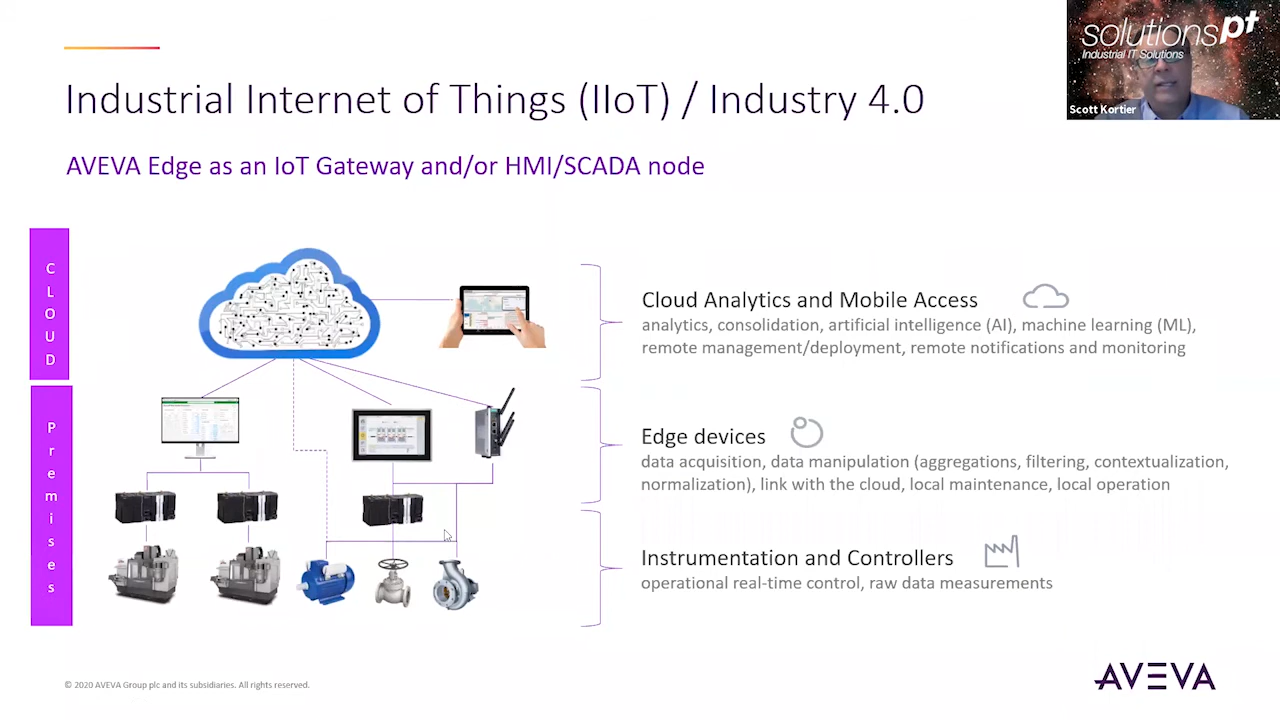 solutionspt
Industrial IT Solutions
Scott Kortier
Industrial Internet of Things (IIoT) / Industry 4.0
AVEVA Edge as an IoT Gateway and/or HMI/SCADA node
CLOUD
Premises
Cloud Analytics and Mobile Access
analytics, consolidation, artificial intelligence (AI), machine learning (ML),
remote management/deployment, remote notifications and monitoring
Edge devices
data acquisition, data manipulation (aggregations, filtering, contextualization,
normalization), link with the cloud, local maintenance, local operation
Instrumentation and Controllers
operational real-time control, raw data measurements
© 2020 AVEVA Group plc and its subsidiaries. All rights reserved.
AVEVA